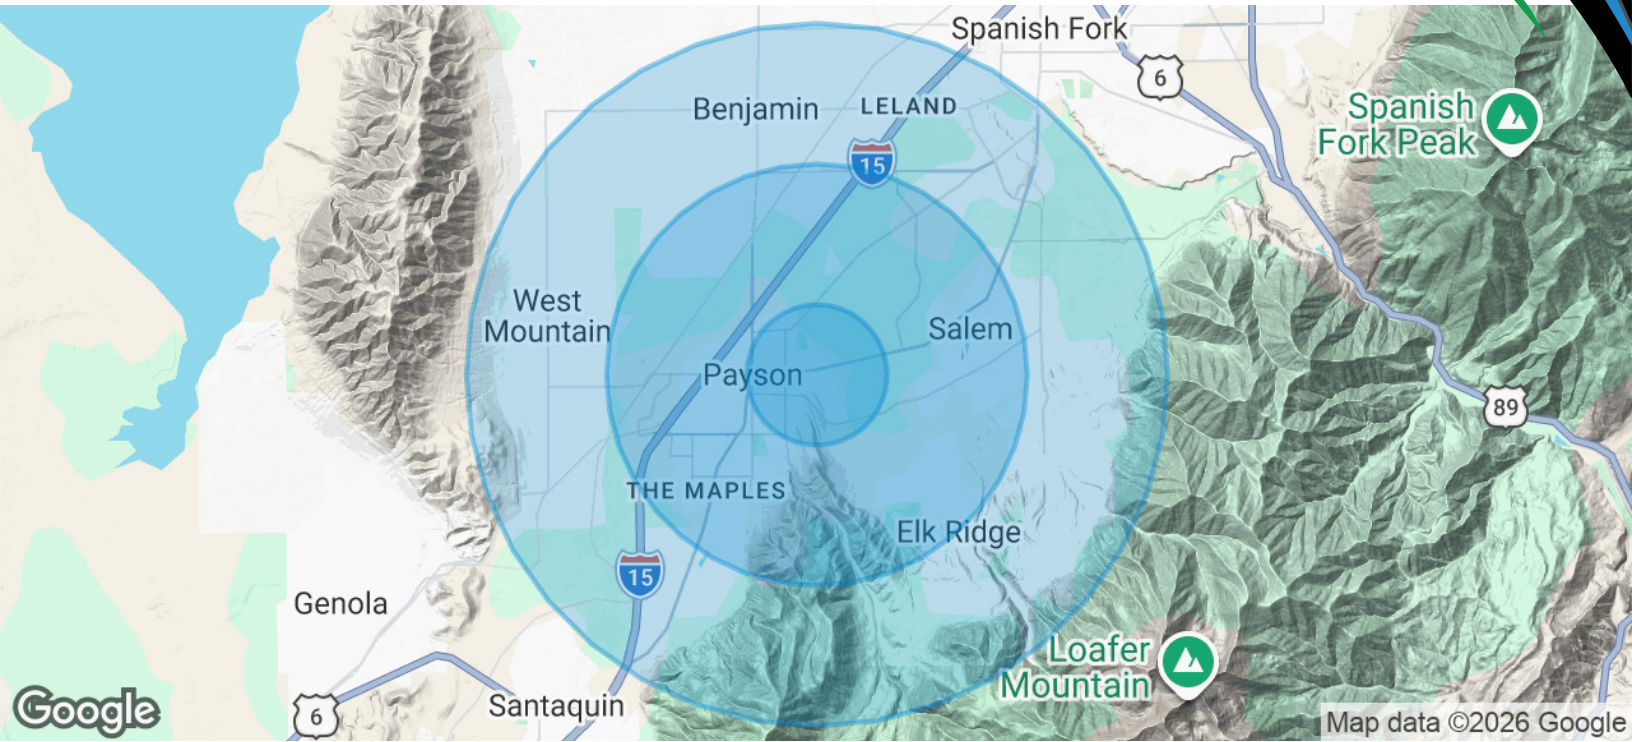 Spanish Fork
6
Benjamin
LELAND
Spanish
Fork Peak
15
West
Mountain
Salem
Payson
89
THE MAPLES
Elk Ridge
15
Genola
Loafer
Mountain
Santaquin
6
Google
Map data ©2026 Google